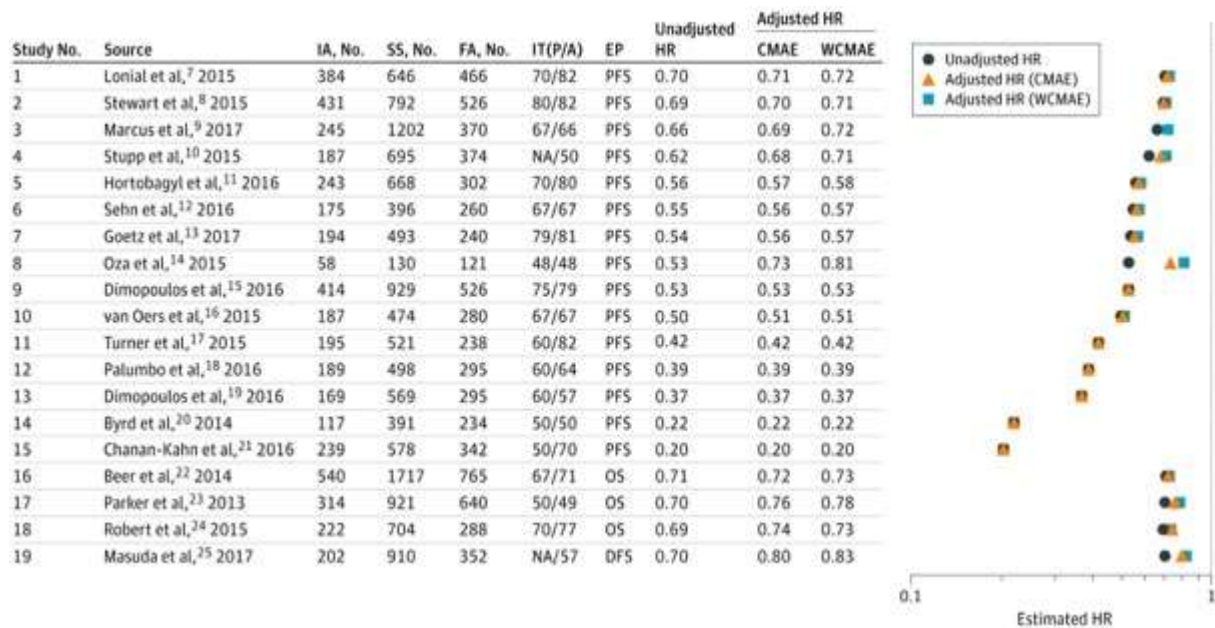 Unadjusted Adjusted HR
Study No. Source IA, No. SS, No. FA, No. IT(P/A) EP HR CMAE WCMAE
1 Lonial et al,7 2015 384 646 466 70/82 PFS 0.70 0.71 0.72
2 Stewart et al,8 2015 431 792 526 80/82 PFS 0.69 0.70 0.71
3 Marcus et al,9 2017 245 1202 370 67/66 PFS 0.66 0.69 0.72
4 Stupp et al,10 2015 187 695 374 NA/50 PFS 0.62 0.68 0.71
5 Hortobagyl et al,11 2016 243 668 302 70/80 PFS 0.56 0.57 0.58
6 Sehn et al,12 2016 175 396 260 67/67 PFS 0.55 0.56 0.57
7 Goetz et al,13 2017 194 493 240 79/81 PFS 0.54 0.56 0.57
8 Oza et al,14 2015 58 130 121 48/48 PFS 0.53 0.73 0.81
9 Dimopoulos et al,15 2016 414 929 526 75/79 PFS 0.53 0.53 0.53
10 van Oers et al,16 2015 187 474 280 67/67 PFS 0.50 0.51 0.51
11 Turner et al,17 2015 195 521 238 60/82 PFS 0.42 0.42 0.42
12 Palumbo et al,18 2016 189 498 295 60/64 PFS 0.39 0.39 0.39
13 Dimopoulos et al,19 2016 169 569 295 60/57 PFS 0.37 0.37 0.37
14 Byrd et al,20 2014 117 391 234 50/50 PFS 0.22 0.22 0.22
15 Chanan-Kahn et al,21 2016 239 578 342 50/70 PFS 0.20 0.20 0.20
16 Beer et al,22 2014 540 1717 765 67/71 OS 0.71 0.72 0.73
17 Parker et al,23 2013 314 921 640 50/49 OS 0.70 0.76 0.78
18 Robert et al,24 2015 222 704 288 70/77 OS 0.69 0.74 0.73
19 Masuda et al,25 2017 202 910 352 NA/57 DFS 0.70 0.80 0.83
Unadjusted HR
Adjusted HR (CMAE)
Adjusted HR (WCMAE)
0.1 1
Estimated HR